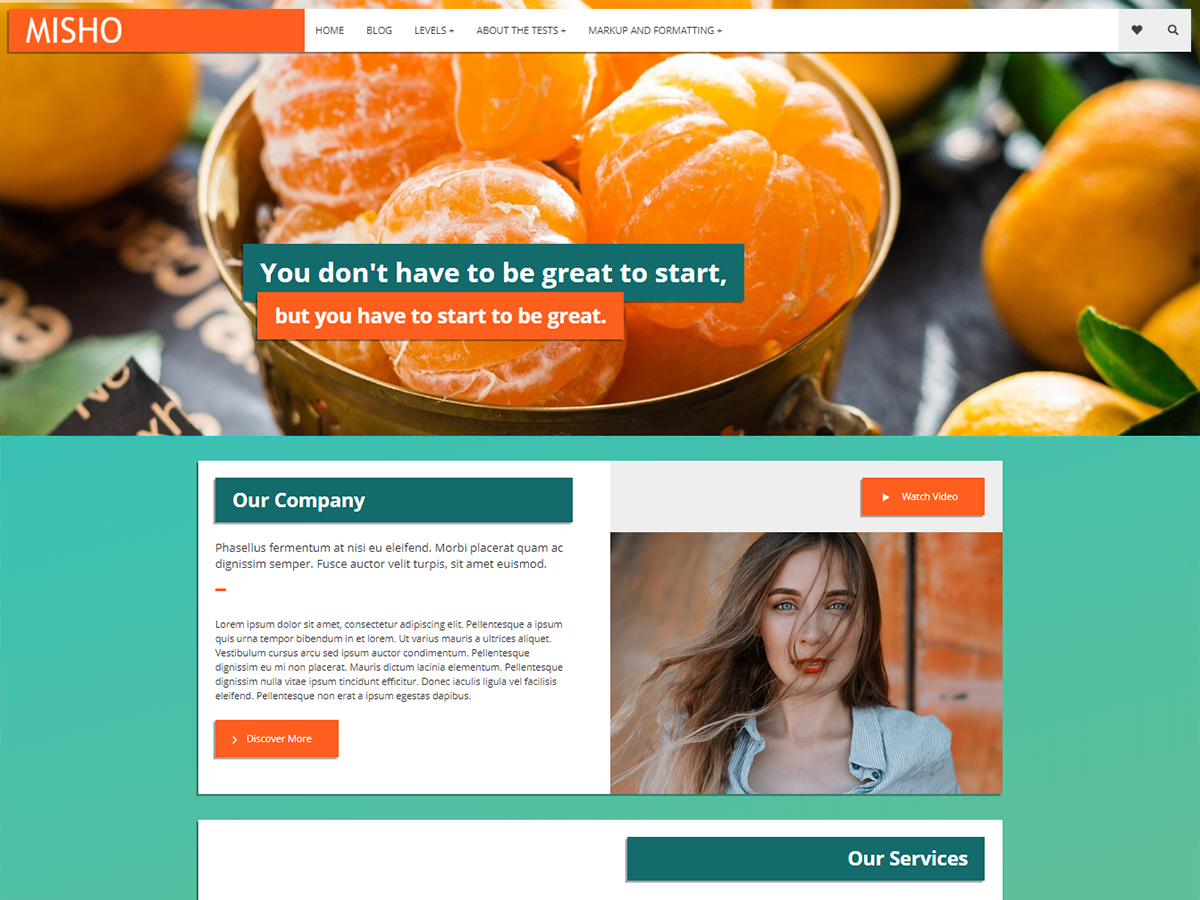 MISHO
HOME BLOG LEVELS + ABOUT THE TESTS + MARKUP AND FORMATTING +
You don't have to be great to start,
but you have to start to be great.
Our Company
Watch Video
Phasellus fermentum at nisi eu eleifend. Morbi placerat quam ac
dignissim semper. Fusce auctor velit turpis, sit amet euismod.
Lorem ipsum dolor sit amet, consectetur adipiscing elit. Pellentesque a ipsum
quis urna tempor bibendum in et lorem. Ut varius mauris a ultrices aliquet.
Vestibulum cursus arcu sed ipsum auctor condimentum. Pellentesque
dignissim eu mi non placerat. Mauris dictum lacinia elementum. Pellentesque
dignissim nulla vitae ipsum tincidunt efficitur. Donec iaculis ligula vel facilisis
eleifend. Pellentesque non erat a ipsum egestas dapibus.
Discover More
Our Services